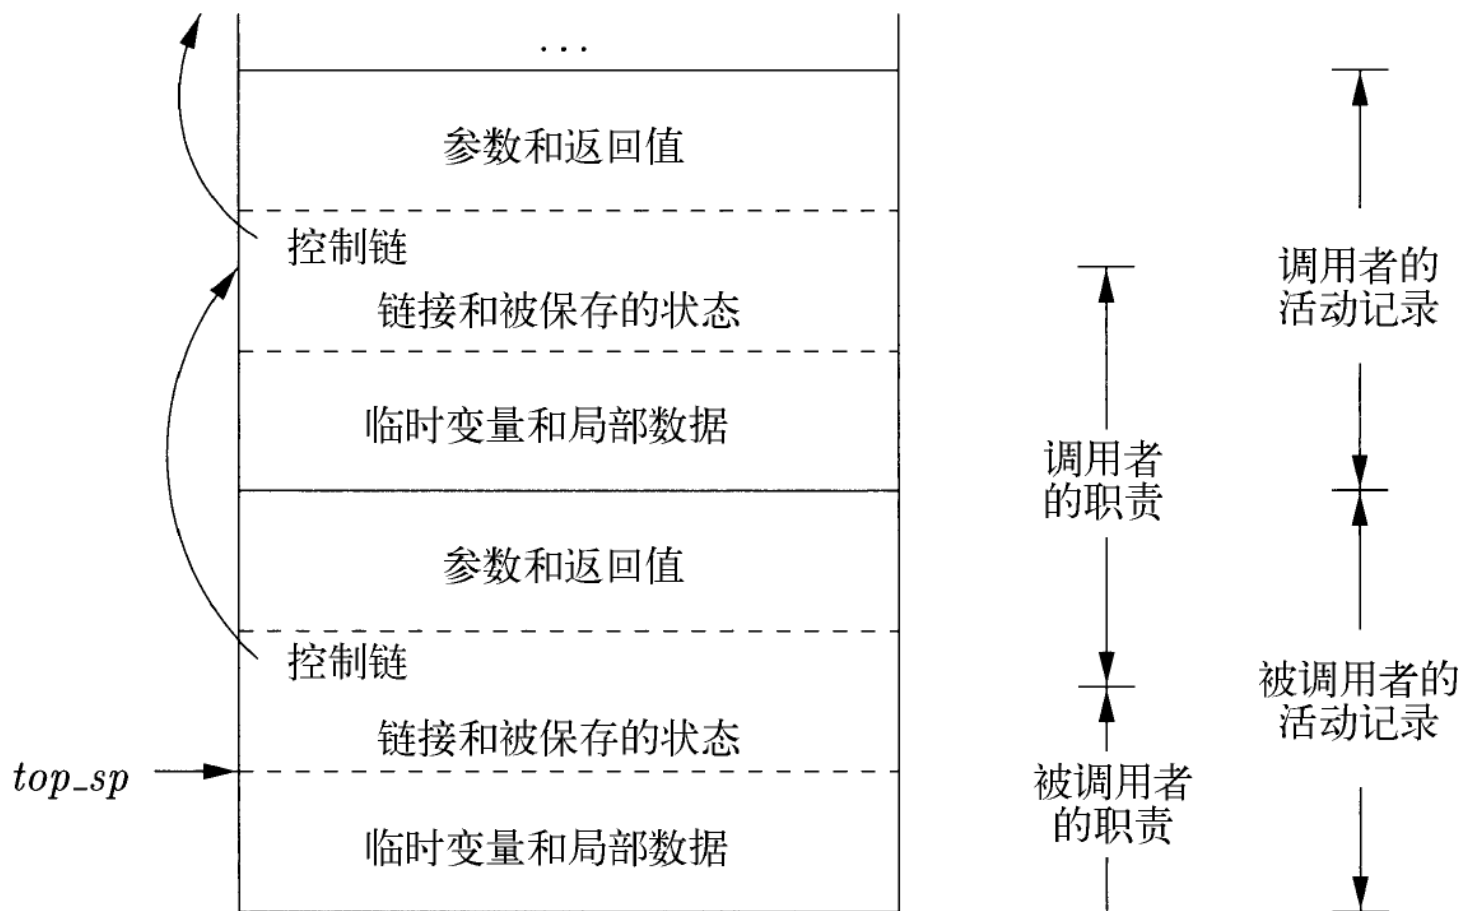 ...
参数和返回值
控制链
链接和被保存的状态
临时变量和局部数据
参数和返回值
控制链
链接和被保存的状态
top_sp
临时变量和局部数据
调用者
的职责
被调用者
的职责
调用者的
活动记录
被调用者的
活动记录